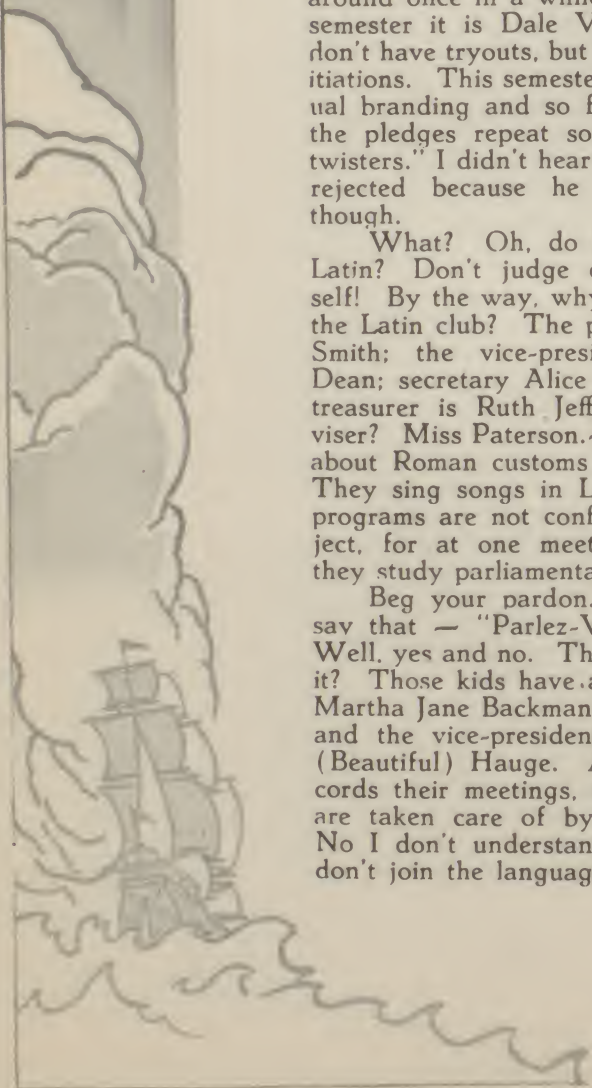 around once in a while
semester it is Dale V
don't have tryouts, but
itiations. This semeste
ual branding and so f
the pledges repeat so
twisters." I didn't hear
rejected because he
though.
What? Oh, do
Latin? Don't judge
self! By the way, why
the Latin club? The p
Smith; the vice-presi
Dean; secretary Alice
treasurer is Ruth Jeff
viser? Miss Paterson.-
about Roman customs
They sing songs in L
programs are not conf
ject, for at one meet
they study parliamenta
Beg your pardon.
say that — "Parlez-V
Well, yes and no. Th
it? Those kids have a
Martha Jane Backman
and the vice-presiden
(Beautiful) Hauge. A
cords their meetings,
are taken care of by
No I don't understan
don't join the languag